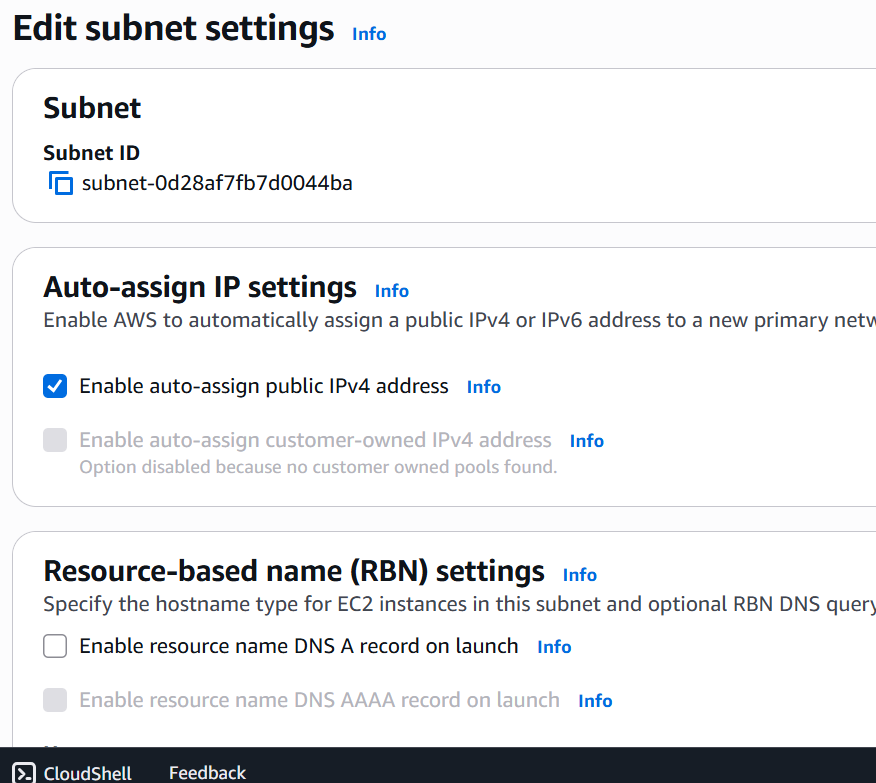 Edit subnet settings Info
Subnet
Subnet ID
subnet-0d28af7fb7d0044ba
Auto-assign IP settings Info
Enable AWS to automatically assign a public IPv4 or IPv6 address to a new primary netw
Enable auto-assign public IPv4 address Info
Enable auto-assign customer-owned IPv4 address Info
Option disabled because no customer owned pools found.
Resource-based name (RBN) settings Info
Specify the hostname type for EC2 instances in this subnet and optional RBN DNS query
Enable resource name DNS A record on launch Info
Enable resource name DNS AAAA record on launch Info
CloudShell Feedback